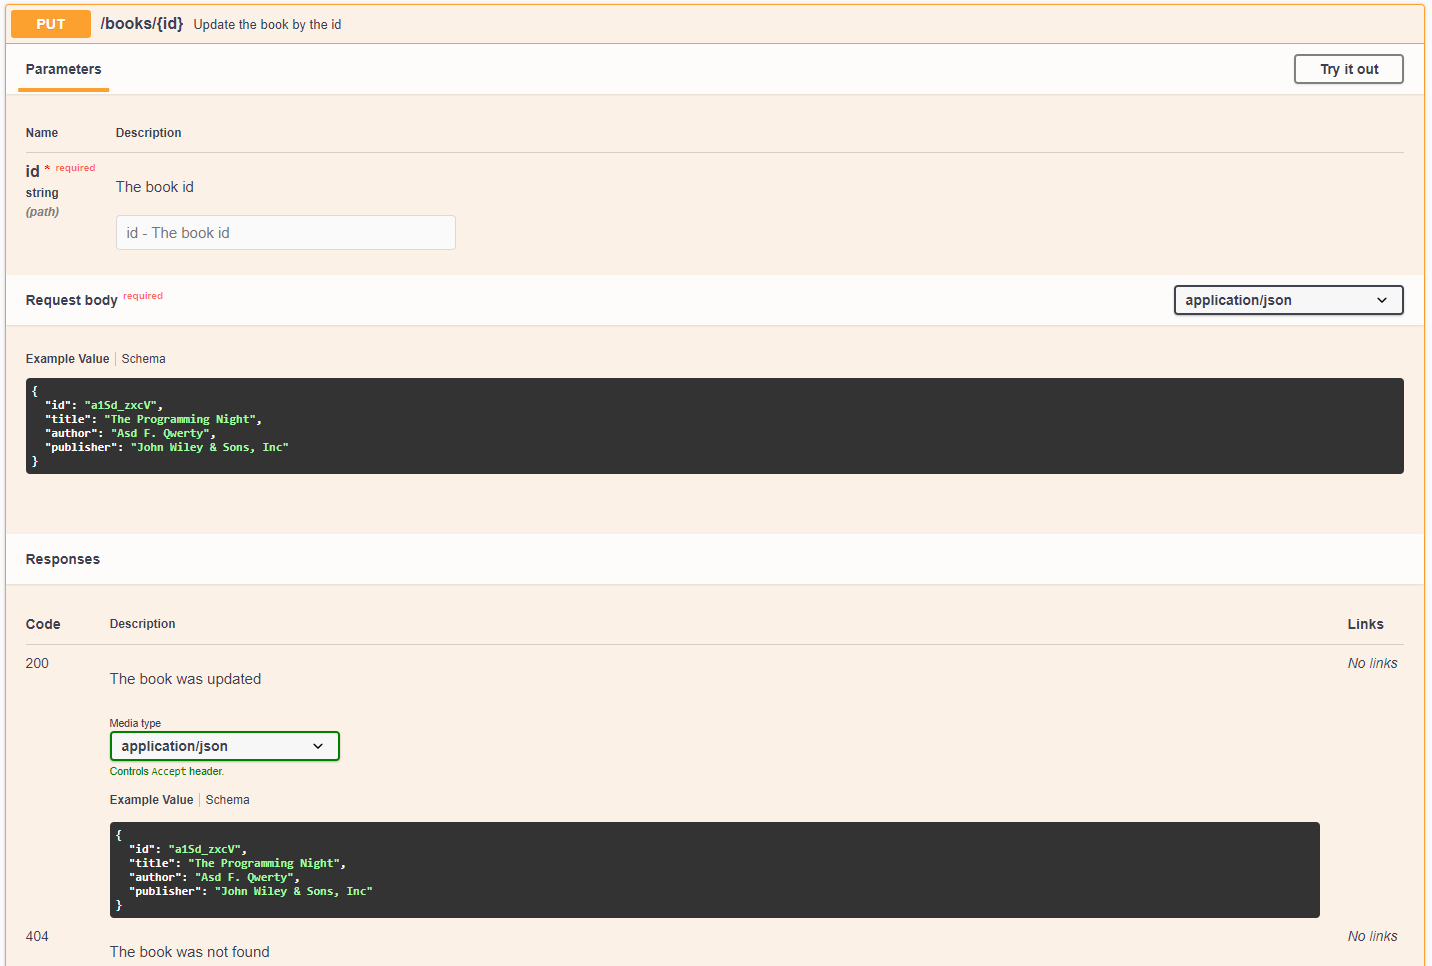 PUT /books/{id} Update the book by the id
Parameters
Try it out
Name Description
id * required
string
(path)
The book id
id - The book id
Request body required
application/json
Example Value Schema
{
  "id": "a1Sd_zxcV",
  "title": "The Programming Night",
  "author": "Asd F. Qwerty",
  "publisher": "John Wiley & Sons, Inc"
}
Responses
Code Description Links
200
The book was updated
No links
Media type
application/json
Controls Accept header.
Example Value Schema
{
  "id": "a1Sd_zxcV",
  "title": "The Programming Night",
  "author": "Asd F. Qwerty",
  "publisher": "John Wiley & Sons, Inc"
}
404
The book was not found
No links